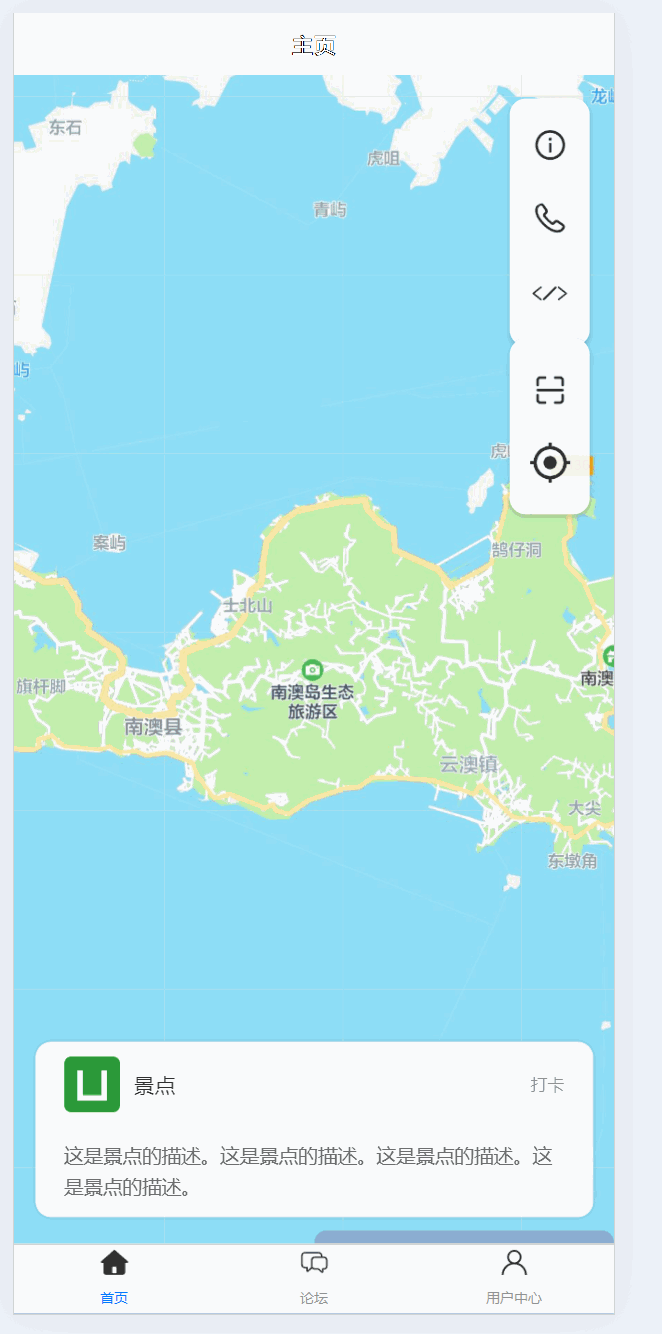 主页
东石
虎咀
青屿
屿
案屿
鹄仔洞
士北山
旗杆脚
南澳岛生态
旅游区
南澳
南澳县
云澳镇
大尖
东墩角
景点
打卡
这是景点的描述。这是景点的描述。这是景点的描述。这
是景点的描述。
首页
论坛
用户中心